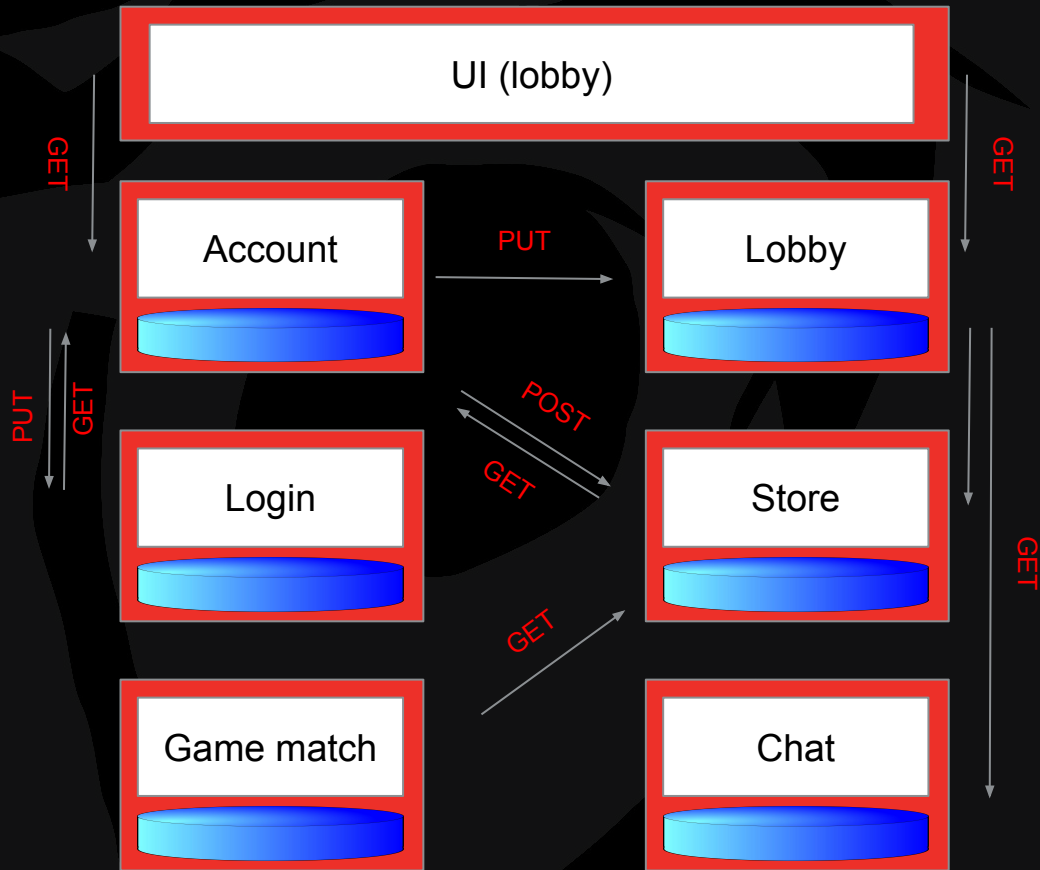 UI (lobby)
GET
GET
Account
PUT
Lobby
PUT
GET
POST
GET
Login
Store
GET
GET
Game match
Chat